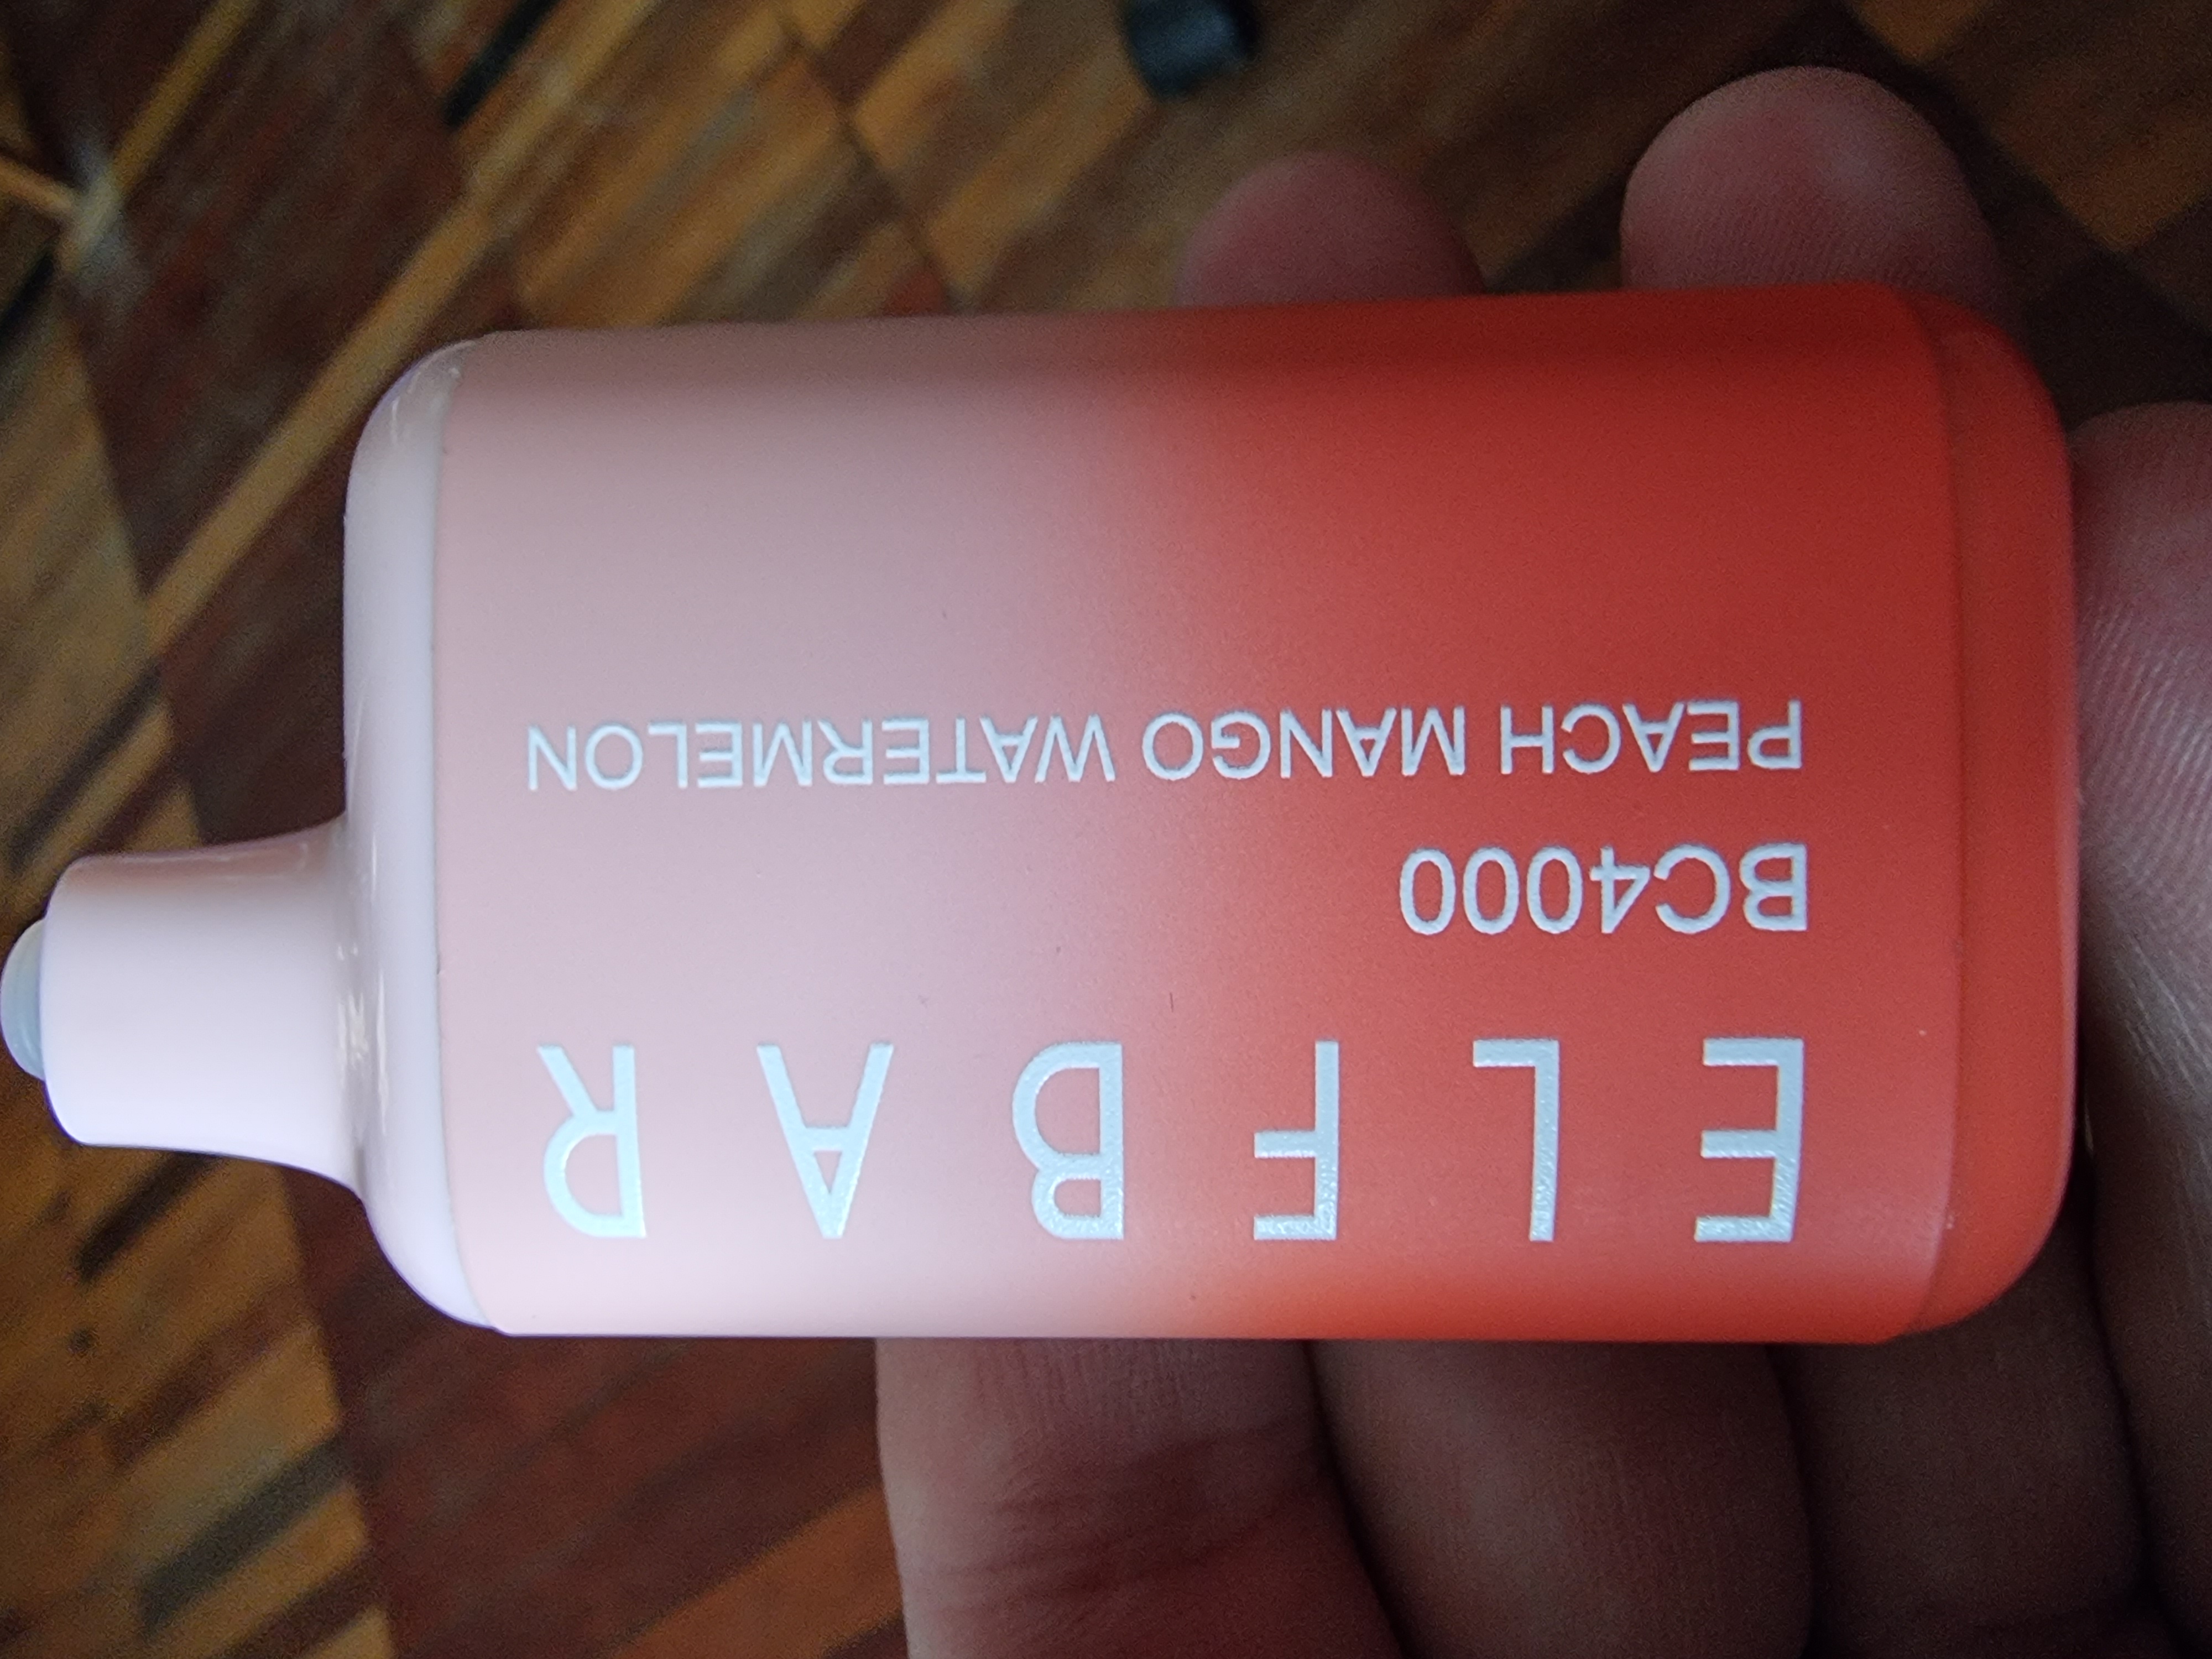 ELFBAR
BC4000
PEACH MANGO WATERMELON